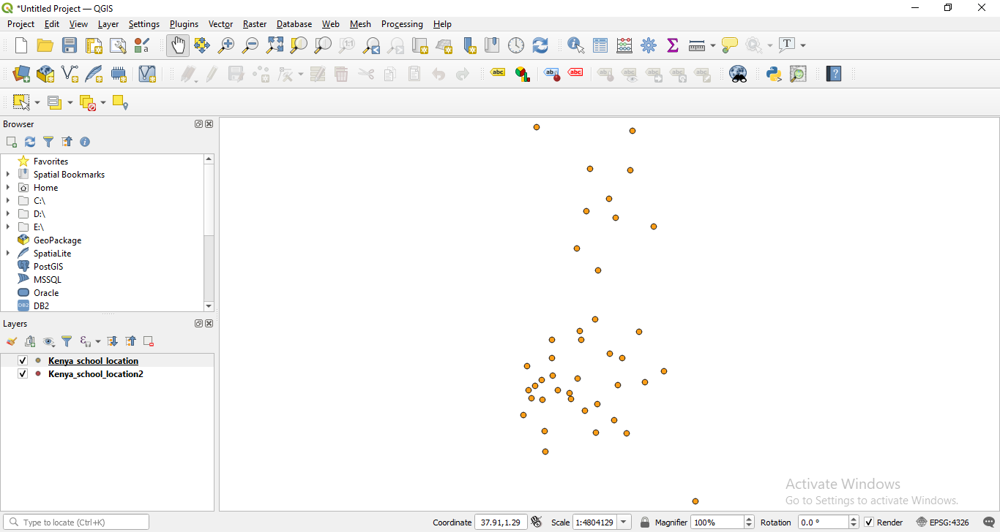 *Untitled Project — QGIS
Project Edit View Layer Settings Plugins Vector Raster Database Web Mesh Processing Help
Browser
Favorites
Spatial Bookmarks
Home
C:\
D:\
E:\
GeoPackage
SpatiaLite
PostGIS
MSSQL
Oracle
DB2
Layers
Kenya_school_location
Kenya_school_location2
Activate Windows
Go to Settings to activate Windows.
Type to locate (Ctrl+K) Coordinate 37.91,1.29 Scale 1:4804129 Magnifier 100% Rotation 0.0 ° Render EPSG:4326